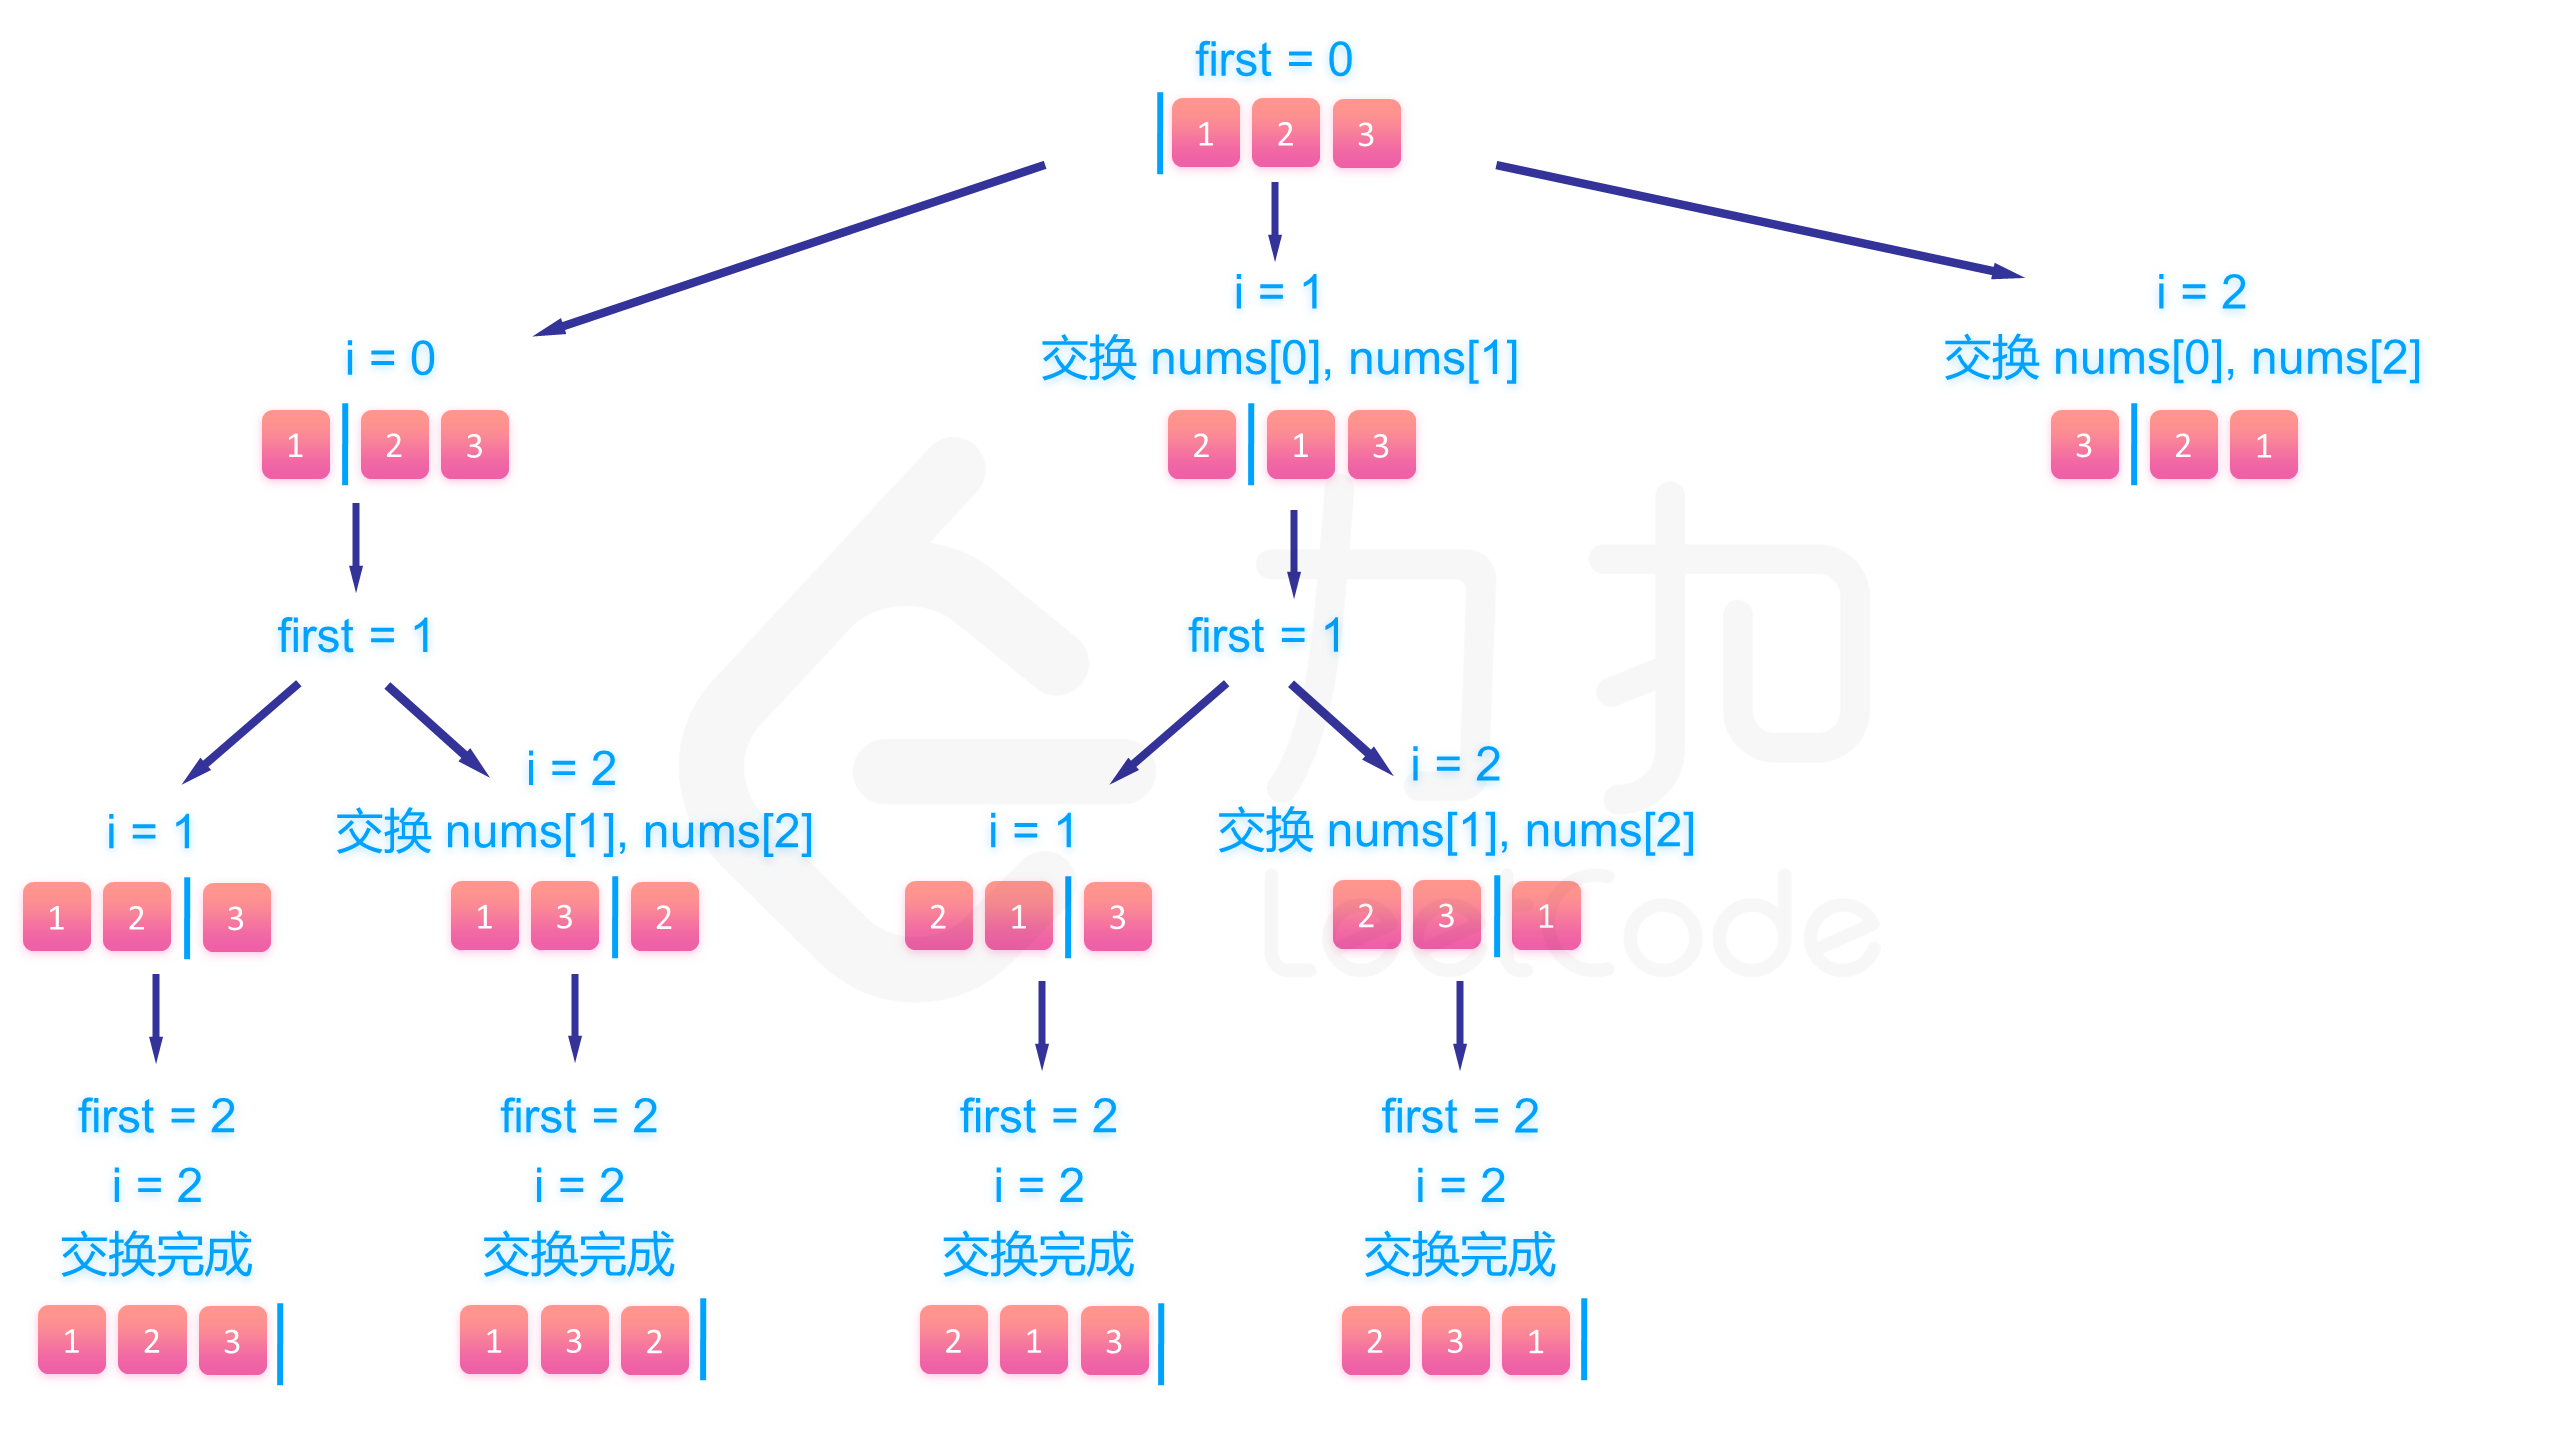 first = 0
1 2 3
i = 0
1 2 3
i = 1
交换 nums[0], nums[1]
2 1 3
i = 2
交换 nums[0], nums[2]
3 2 1
first = 1
first = 1
i = 1
1 2 3
i = 2
交换 nums[1], nums[2]
1 3 2
i = 1
2 1 3
i = 2
交换 nums[1], nums[2]
2 3 1
first = 2
i = 2
交换完成
1 2 3
first = 2
i = 2
交换完成
1 3 2
first = 2
i = 2
交换完成
2 1 3
first = 2
i = 2
交换完成
2 3 1
力扣
LeetCode